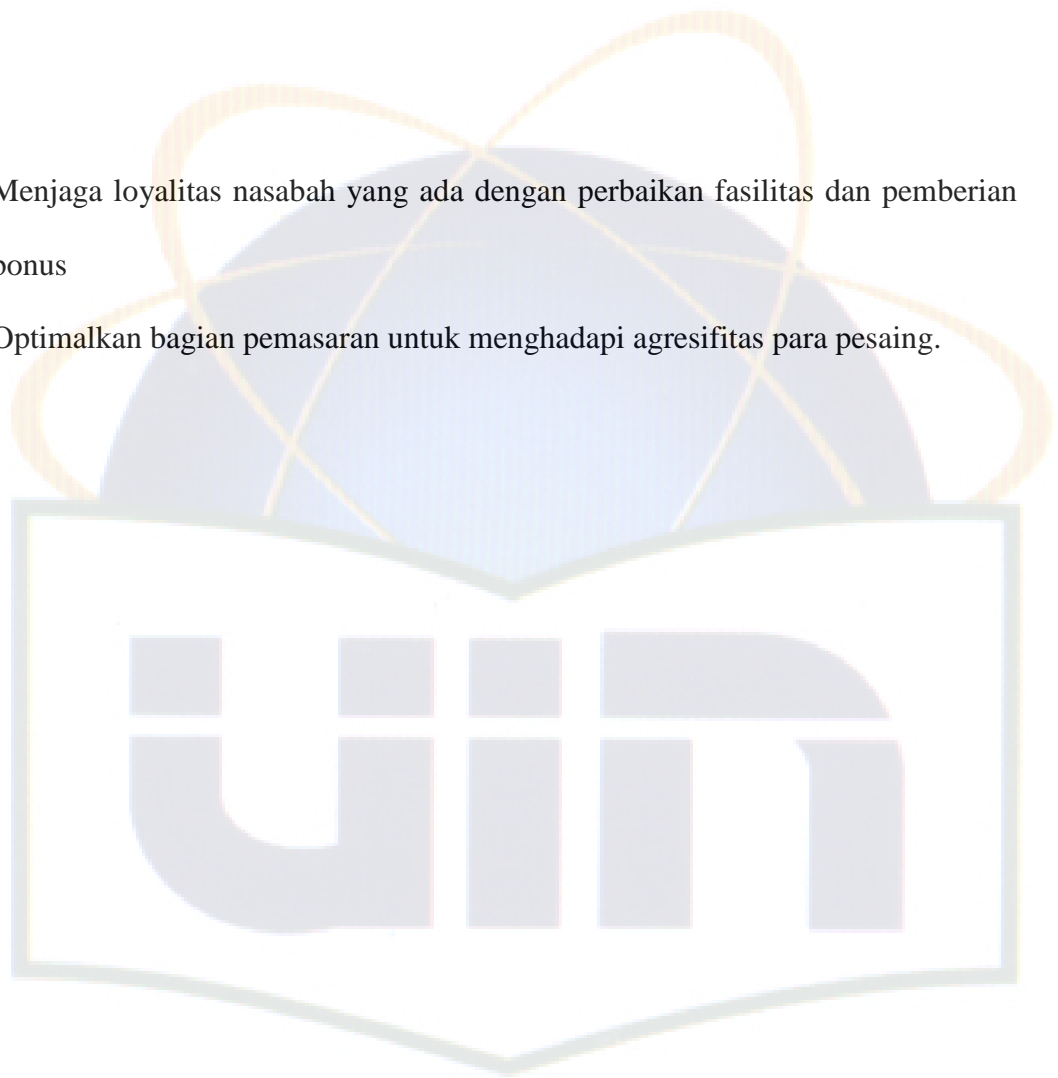 Menjaga loyalitas nasabah yang ada dengan perbaikan fasilitas dan pemberian
bonus
Optimalkan bagian pemasaran untuk menghadapi agresifitas para pesaing.
uin